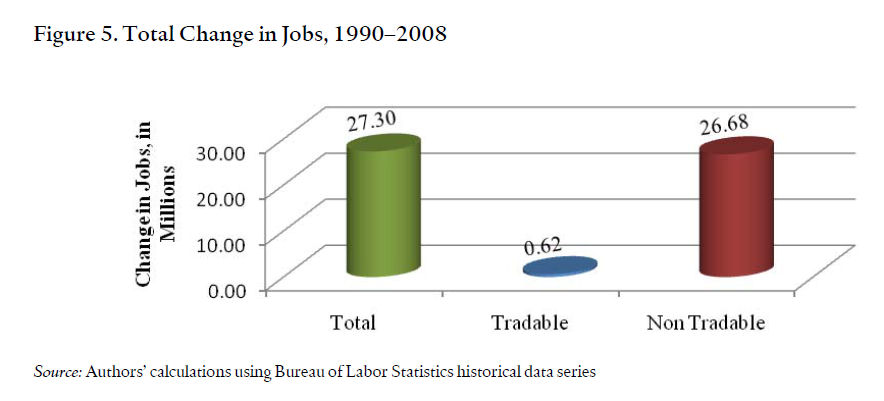 Figure 5. Total Change in Jobs, 1990–2008
Change in Jobs, in
Millions
30.00
20.00
10.00
0.00
27.30
0.62
26.68
Total
Tradable
Non Tradable
Source: Authors’ calculations using Bureau of Labor Statistics historical data series